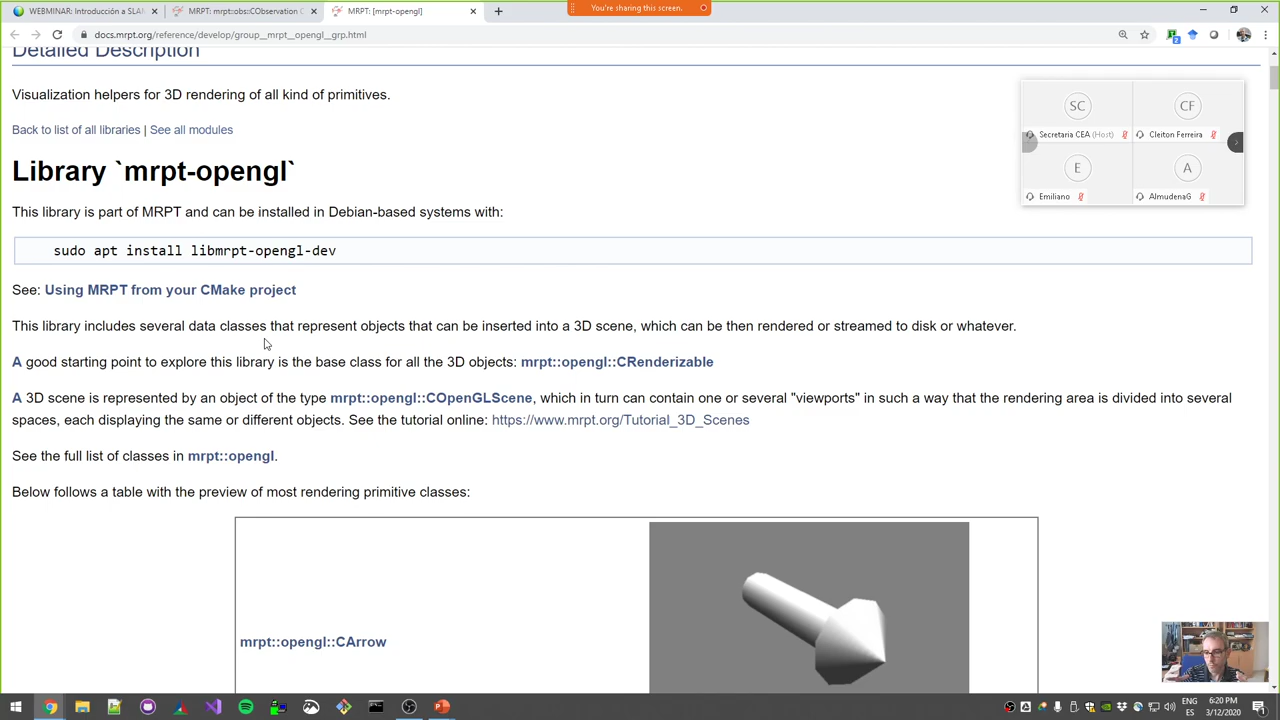 WEBMINAR: Introducción a SLAM
MRPT: mrpt::obs::CObservation C
MRPT: [mrpt-opengl]
You're sharing this screen.
docs.mrpt.org/reference/develop/group__mrpt__opengl__grp.html
Detailed Description
Visualization helpers for 3D rendering of all kind of primitives.
Back to list of all libraries | See all modules
SC
CF
Secretaria CEA (Host)
Cleiton Ferreira
E
A
Emiliano
AlmudenaG
Library `mrpt-opengl`
This library is part of MRPT and can be installed in Debian-based systems with:
sudo apt install libmrpt-opengl-dev
See: Using MRPT from your CMake project
This library includes several data classes that represent objects that can be inserted into a 3D scene, which can be then rendered or streamed to disk or whatever.
A good starting point to explore this library is the base class for all the 3D objects: mrpt::opengl::CRenderizable
A 3D scene is represented by an object of the type mrpt::opengl::COpenGLScene, which in turn can contain one or several "viewports" in such a way that the rendering area is divided into several
spaces, each displaying the same or different objects. See the tutorial online: https://www.mrpt.org/Tutorial_3D_Scenes
See the full list of classes in mrpt::opengl.
Below follows a table with the preview of most rendering primitive classes:
mrpt::opengl::CArrow
ENG
ES
6:20 PM
3/12/2020